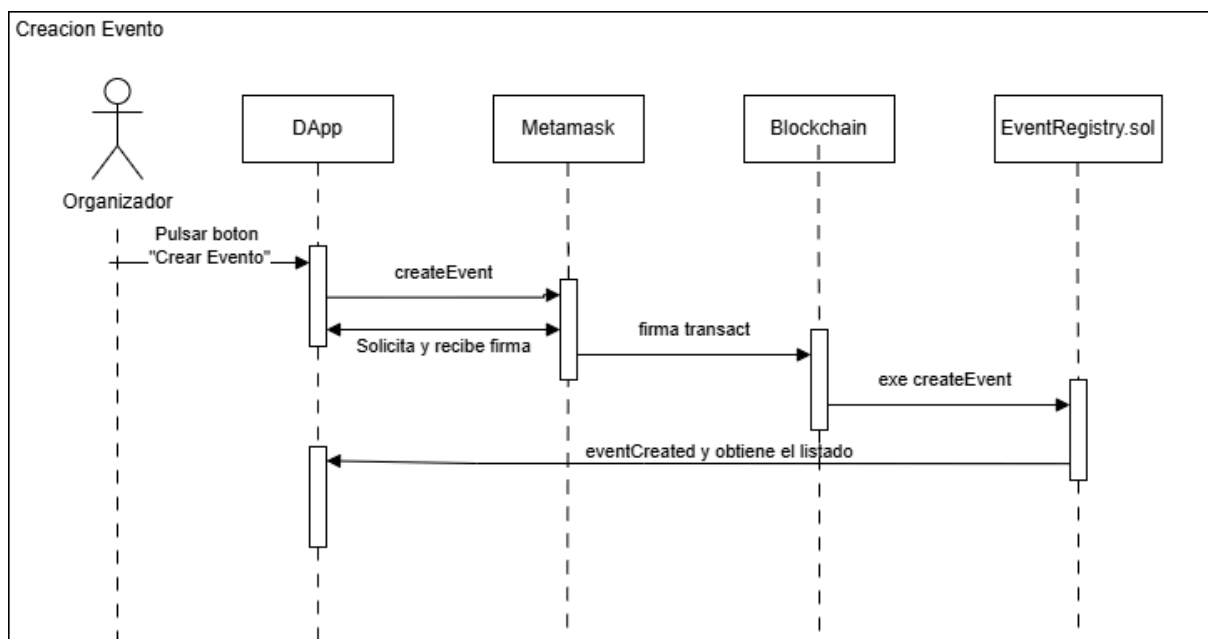 Creacion Evento
DApp
Metamask
Blockchain
EventRegistry.sol
Organizador
Pulsar boton
"Crear Evento"
createEvent
Solicita y recibe firma
firma transact
exe createEvent
eventCreated y obtiene el listado